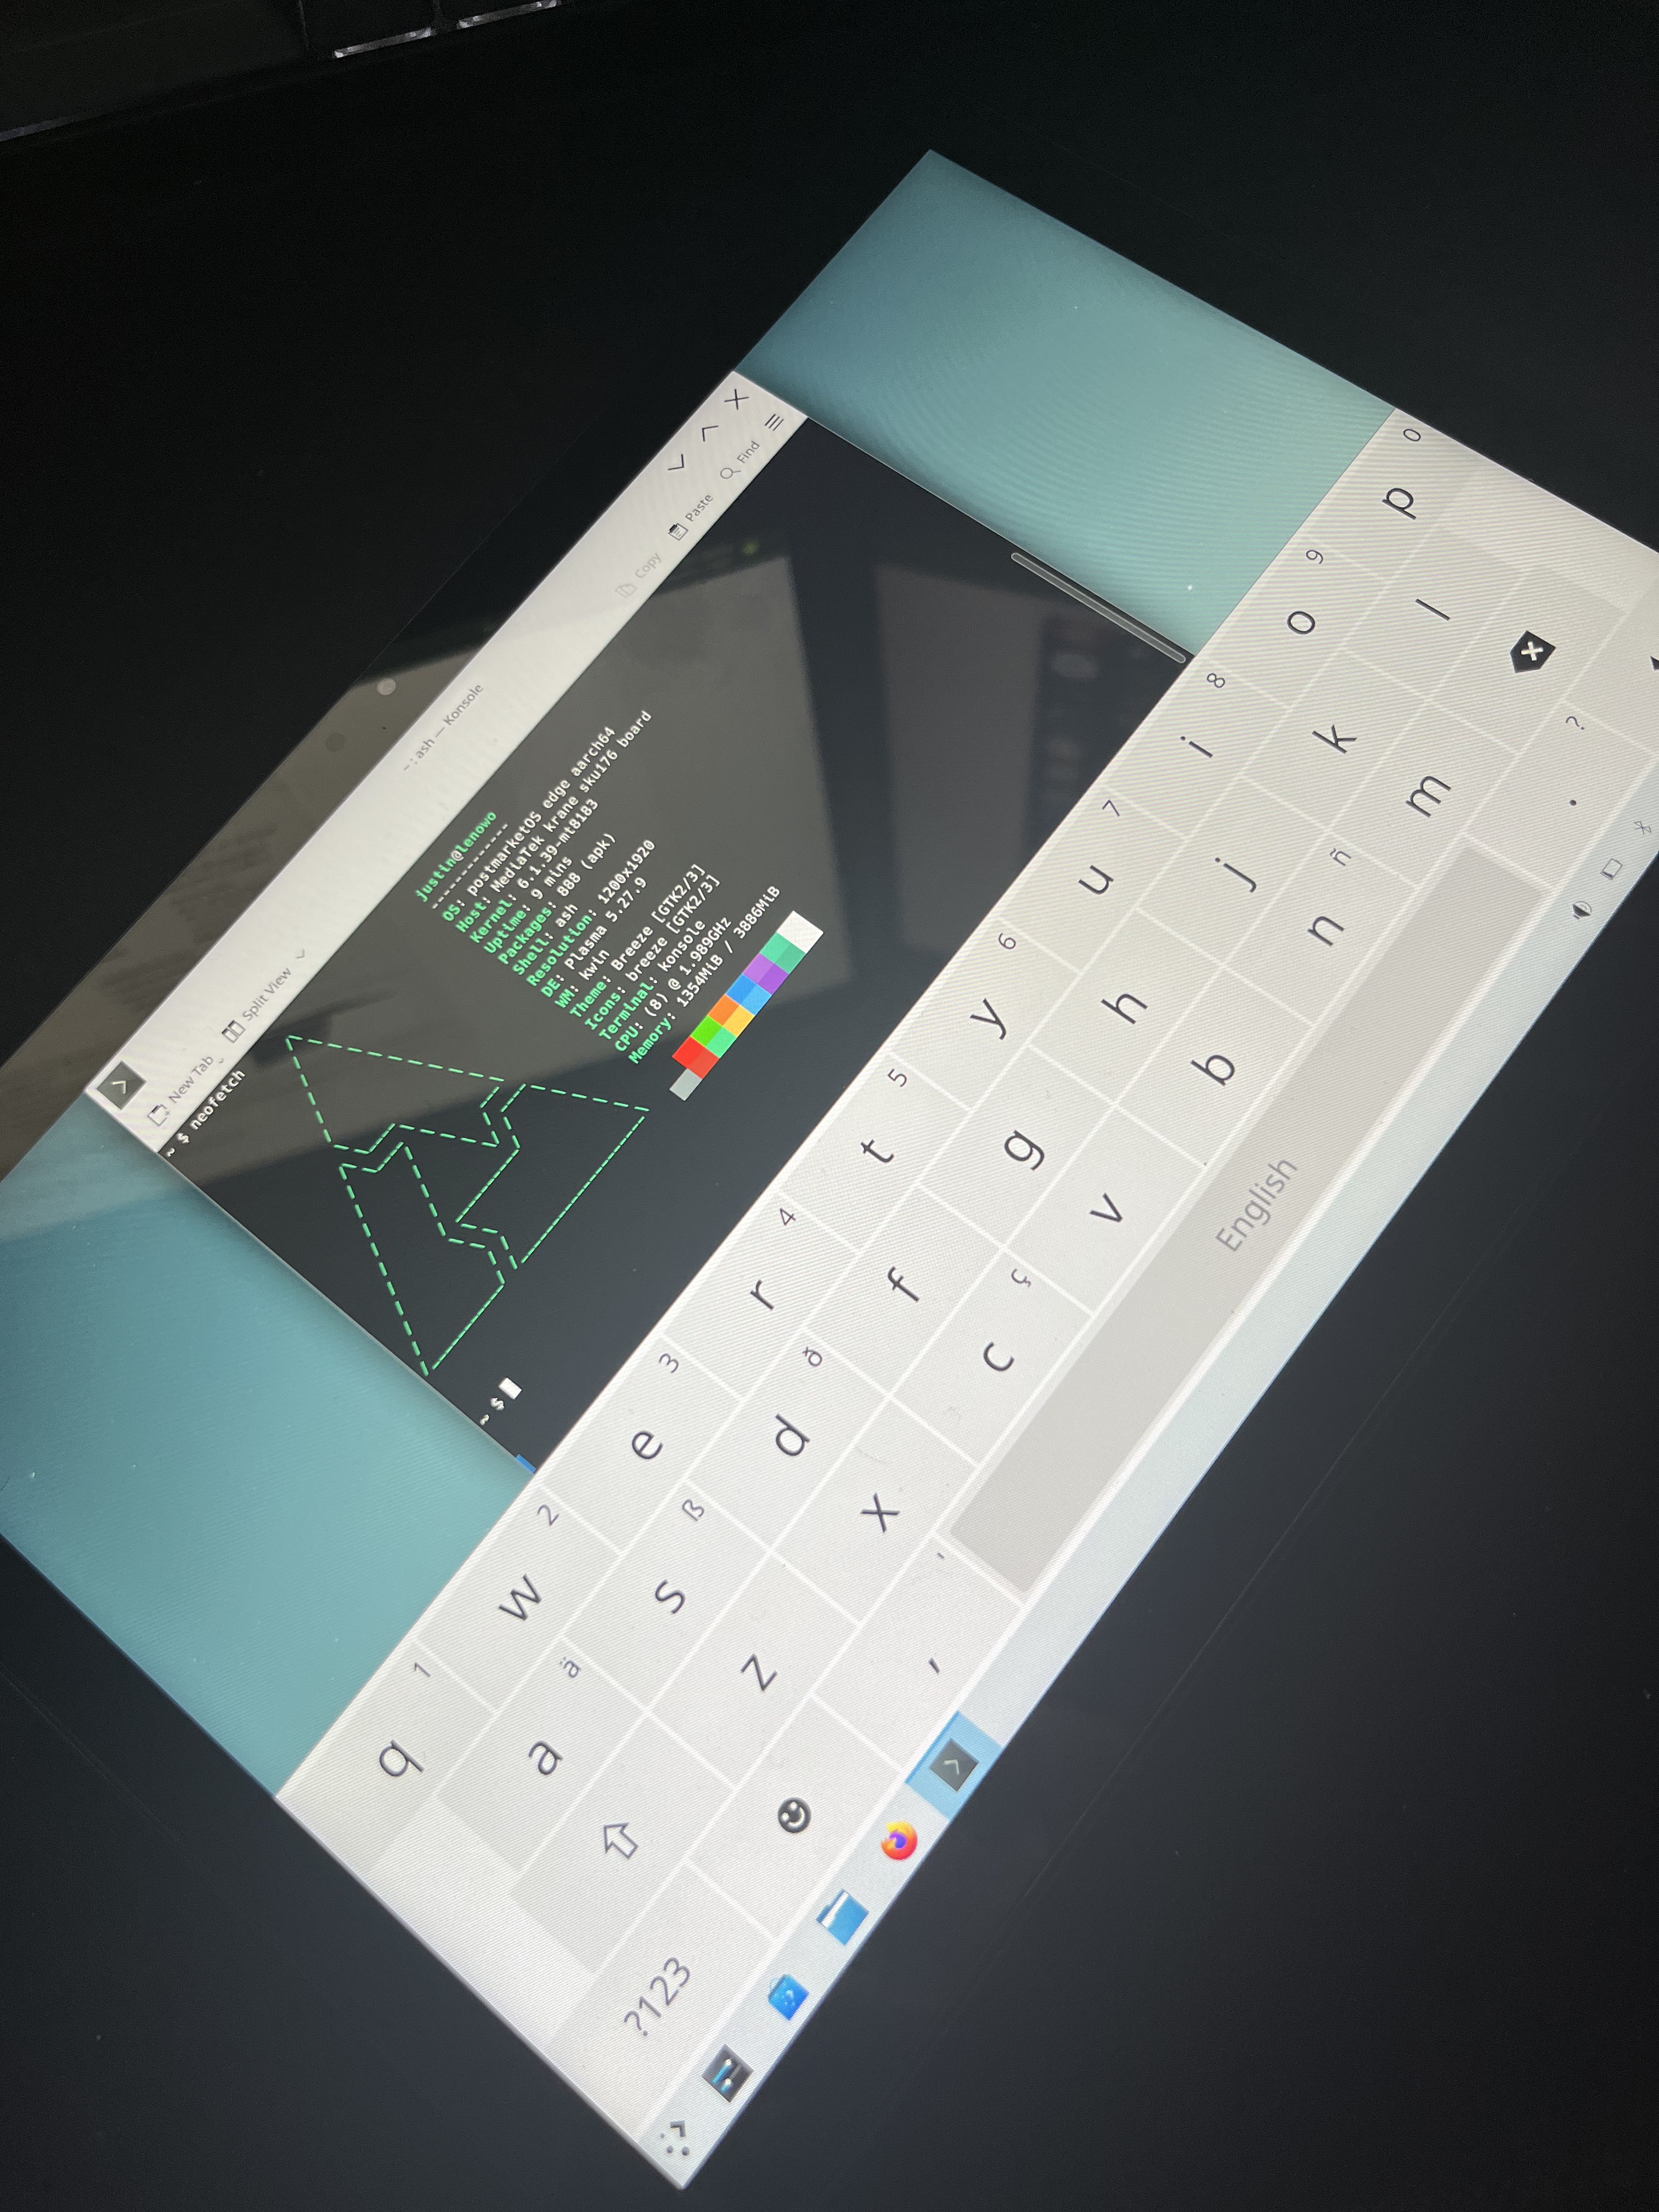 ~ : ash — Konsole
New Tab
Split View
Copy
Paste
Find
~ $ neofetch
justin@lenowo
-------------
OS: postmarketOS edge aarch64
Host: MediaTek krane sku176 board
Kernel: 6.1.39-mt8183
Uptime: 9 mins
Packages: 888 (apk)
Shell: ash
Resolution: 1200x1920
DE: Plasma 5.27.9
WM: kwin
Theme: Breeze [GTK2/3]
Icons: breeze [GTK2/3]
Terminal: konsole
CPU: (8) @ 1.989GHz
Memory: 1354MiB / 3886MiB
~ $
1 2 3 4 5 6 7 8 9 0
q w e r t y u i o p
ä ß ð
a s d f g h j k l
ç ñ
z x c v b n m
' ?
?123 , English .